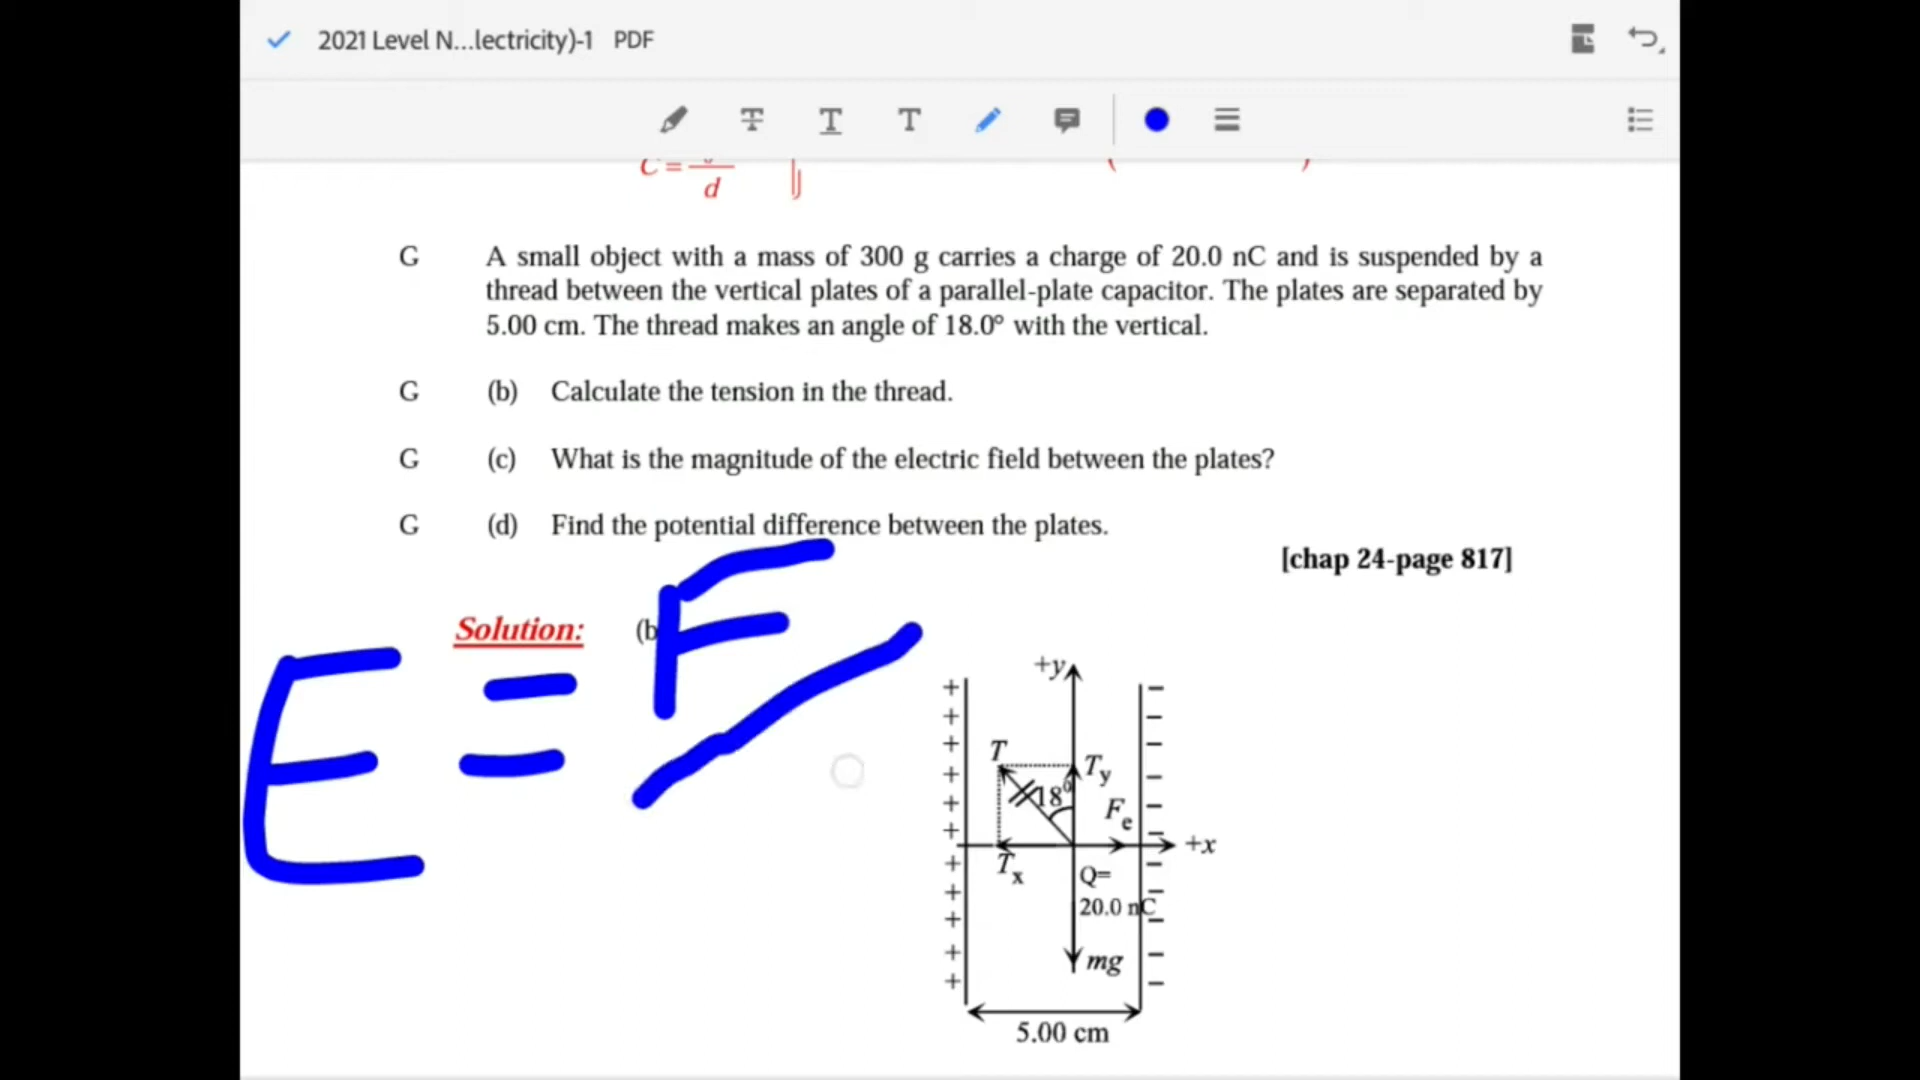 2021 Level N...lectricity)-1 PDF
d
G A small object with a mass of 300 g carries a charge of 20.0 nC and is suspended by a
thread between the vertical plates of a parallel-plate capacitor. The plates are separated by
5.00 cm. The thread makes an angle of 18.0º with the vertical.
G (b) Calculate the tension in the thread.
G (c) What is the magnitude of the electric field between the plates?
G (d) Find the potential difference between the plates.
[chap 24-page 817]
Solution: (b
E = F
+y
T
Ty
18⁰
Fe
+x
Tx
Q=
20.0 nC
mg
5.00 cm